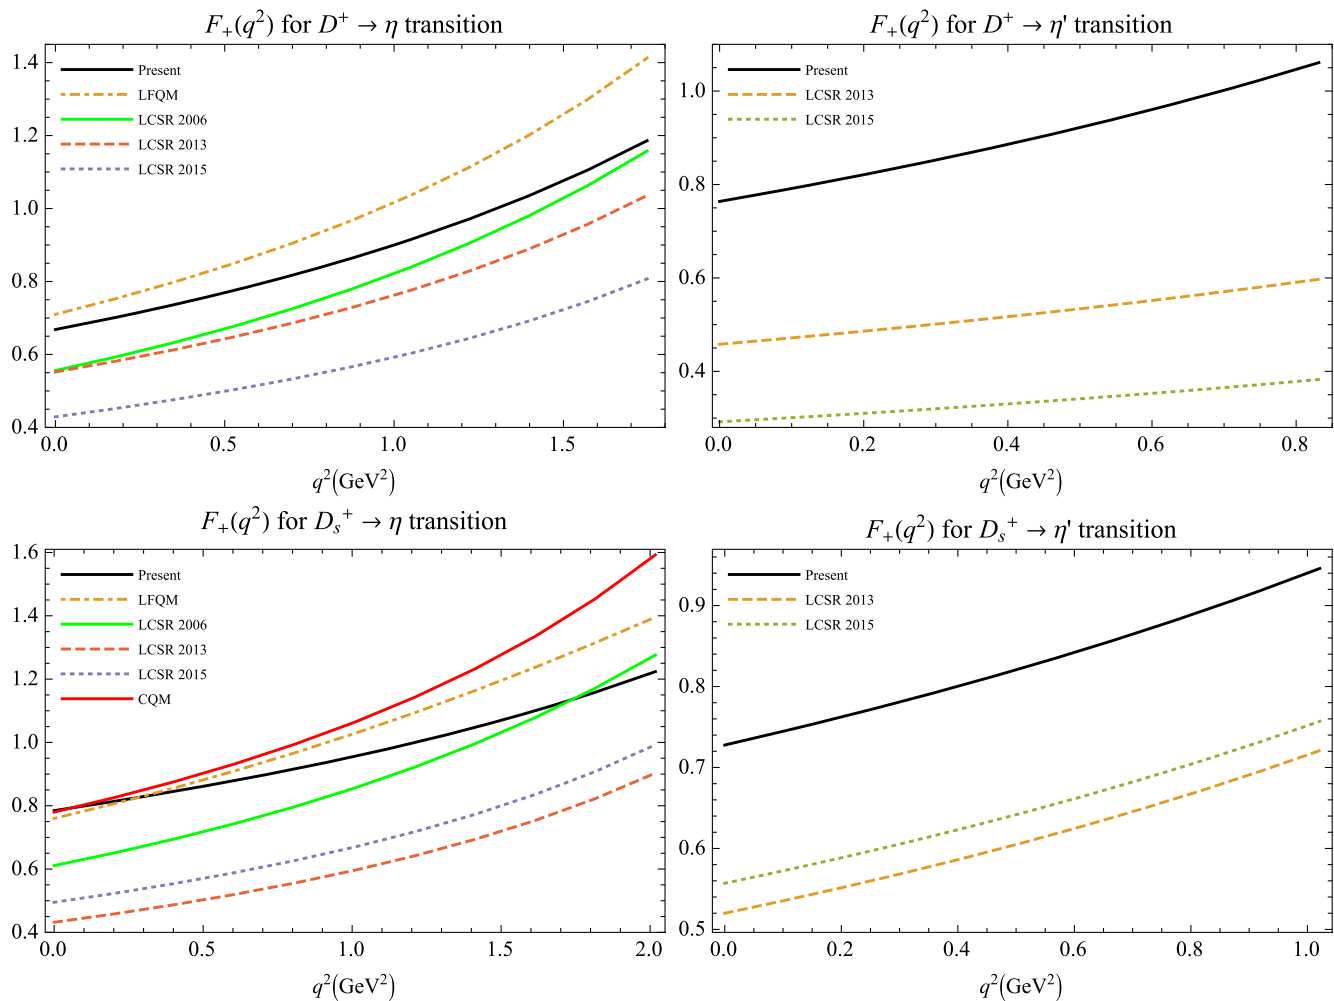 F₊(q²) for D⁺ → η transition
1.4
1.2
1.0
0.8
0.6
0.4
Present
LFQM
LCSR 2006
LCSR 2013
LCSR 2015
0.0 0.5 1.0 1.5
q²(GeV²)
F₊(q²) for D⁺ → η' transition
1.0
0.8
0.6
0.4
Present
LCSR 2013
LCSR 2015
0.0 0.2 0.4 0.6 0.8
q²(GeV²)
F₊(q²) for Dₛ⁺ → η transition
1.6
1.4
1.2
1.0
0.8
0.6
0.4
Present
LFQM
LCSR 2006
LCSR 2013
LCSR 2015
CQM
0.0 0.5 1.0 1.5 2.0
q²(GeV²)
F₊(q²) for Dₛ⁺ → η' transition
0.9
0.8
0.7
0.6
0.5
Present
LCSR 2013
LCSR 2015
0.0 0.2 0.4 0.6 0.8 1.0
q²(GeV²)